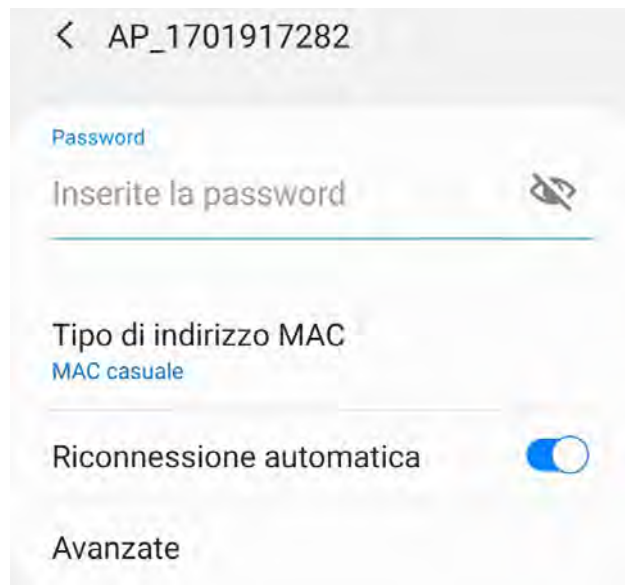 AP_1701917282
Password
Inserite la password
Tipo di indirizzo MAC
MAC casuale
Riconnessione automatica
Avanzate